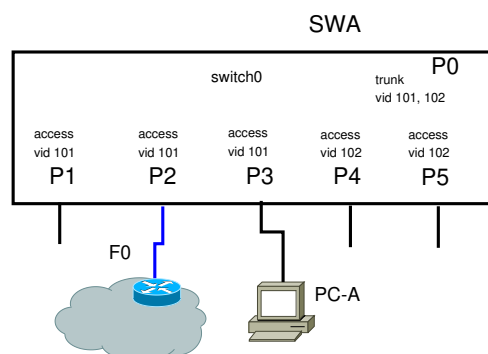 SWA
switch0
trunk
vid 101, 102
P0
access
vid 101
P1
access
vid 101
P2
access
vid 101
P3
access
vid 102
P4
access
vid 102
P5
F0
PC-A